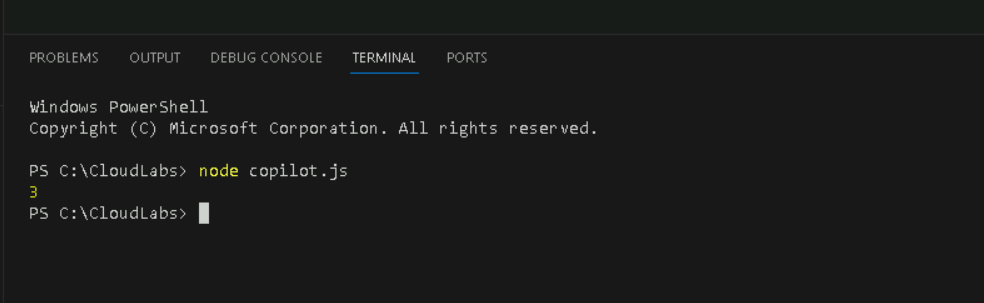 PROBLEMS OUTPUT DEBUG CONSOLE TERMINAL PORTS
Windows PowerShell
Copyright (C) Microsoft Corporation. All rights reserved.
PS C:\CloudLabs> node copilot.js
3
PS C:\CloudLabs>